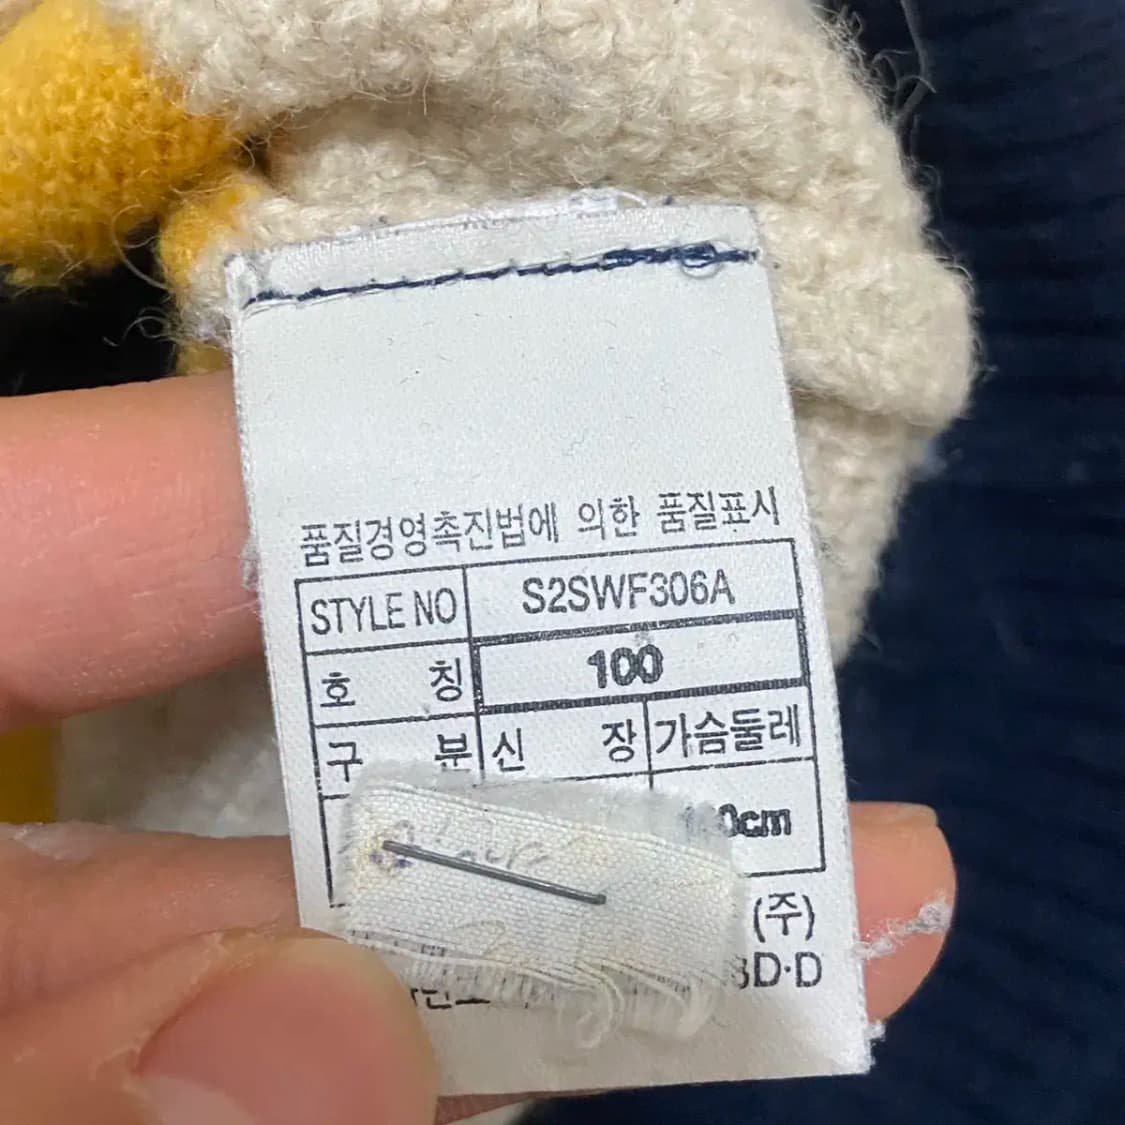 품질경영촉진법에 의한 품질표시
STYLE NO S2SWF306A
호 칭 100
구 분 신 장 가슴둘레
(주)
D·D